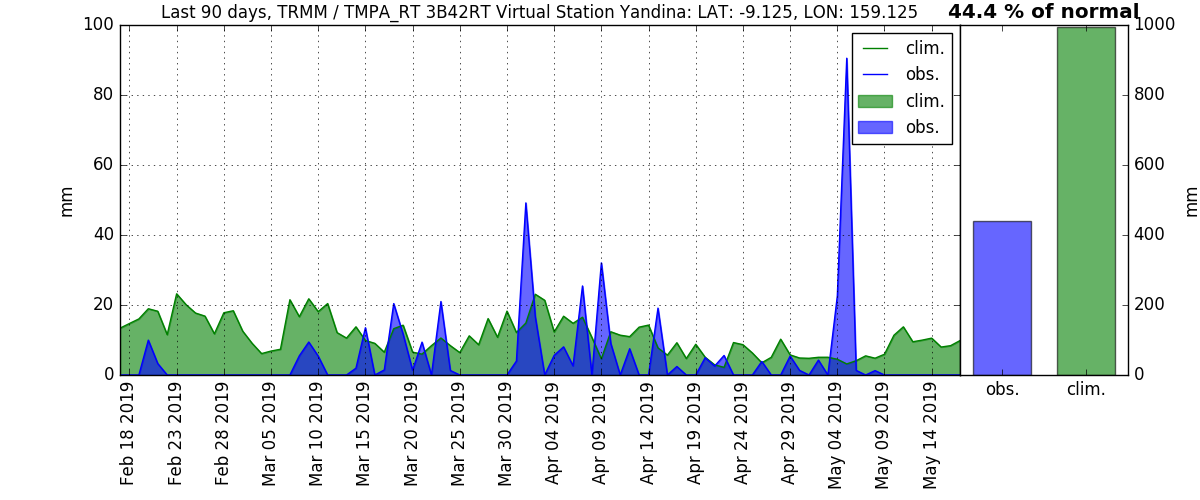 Last 90 days, TRMM / TMPA_RT 3B42RT Virtual Station Yandina: LAT: -9.125, LON: 159.125
44.4 % of normal
100
80
60
40
20
0
mm
clim.
obs.
clim.
obs.
1000
800
600
400
200
0
mm
obs.
clim.
Feb 18 2019
Feb 23 2019
Feb 28 2019
Mar 05 2019
Mar 10 2019
Mar 15 2019
Mar 20 2019
Mar 25 2019
Mar 30 2019
Apr 04 2019
Apr 09 2019
Apr 14 2019
Apr 19 2019
Apr 24 2019
Apr 29 2019
May 04 2019
May 09 2019
May 14 2019